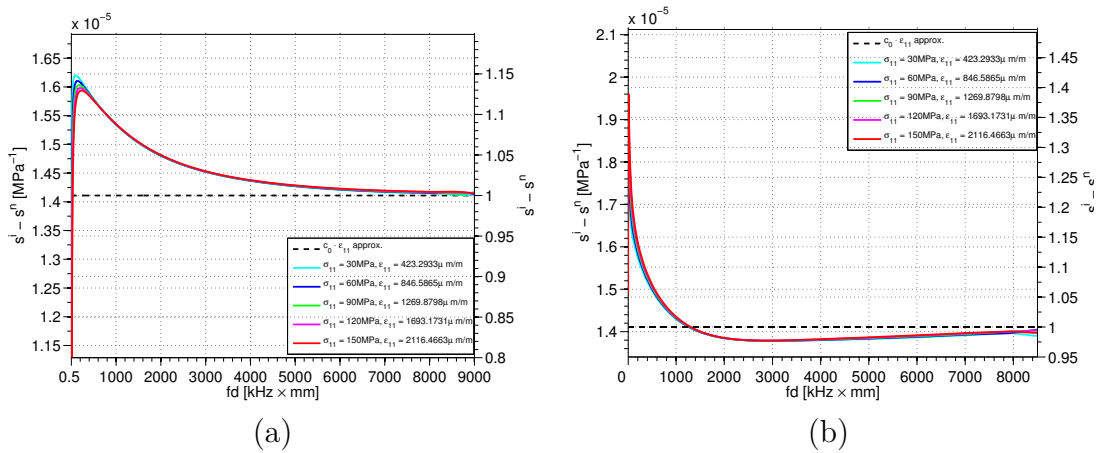 x 10⁻⁵
1.65
1.6
1.55
1.5
1.45
1.4
1.35
1.3
1.25
1.2
1.15
sⁱ − sⁿ [MPa⁻¹]
1.15
1.1
1.05
1
0.95
0.9
0.85
0.8
sⁱ − sⁿ
c₀ · ε₁₁ approx.
σ₁₁ = 30MPa, ε₁₁ = 423.2933μ m/m
σ₁₁ = 60MPa, ε₁₁ = 846.5865μ m/m
σ₁₁ = 90MPa, ε₁₁ = 1269.8798μ m/m
σ₁₁ = 120MPa, ε₁₁ = 1693.1731μ m/m
σ₁₁ = 150MPa, ε₁₁ = 2116.4663μ m/m
0.5 1000 2000 3000 4000 5000 6000 7000 8000 9000
fd [kHz × mm]
(a)
x 10⁻⁵
2.1
2
1.9
1.8
1.7
1.6
1.5
1.4
sⁱ − sⁿ [MPa⁻¹]
1.45
1.4
1.35
1.3
1.25
1.2
1.15
1.1
1.05
1
0.95
sⁱ − sⁿ
c₀ · ε₁₁ approx.
σ₁₁ = 30MPa, ε₁₁ = 423.2933μ m/m
σ₁₁ = 60MPa, ε₁₁ = 846.5865μ m/m
σ₁₁ = 90MPa, ε₁₁ = 1269.8798μ m/m
σ₁₁ = 120MPa, ε₁₁ = 1693.1731μ m/m
σ₁₁ = 150MPa, ε₁₁ = 2116.4663μ m/m
0 1000 2000 3000 4000 5000 6000 7000 8000
fd [kHz × mm]
(b)